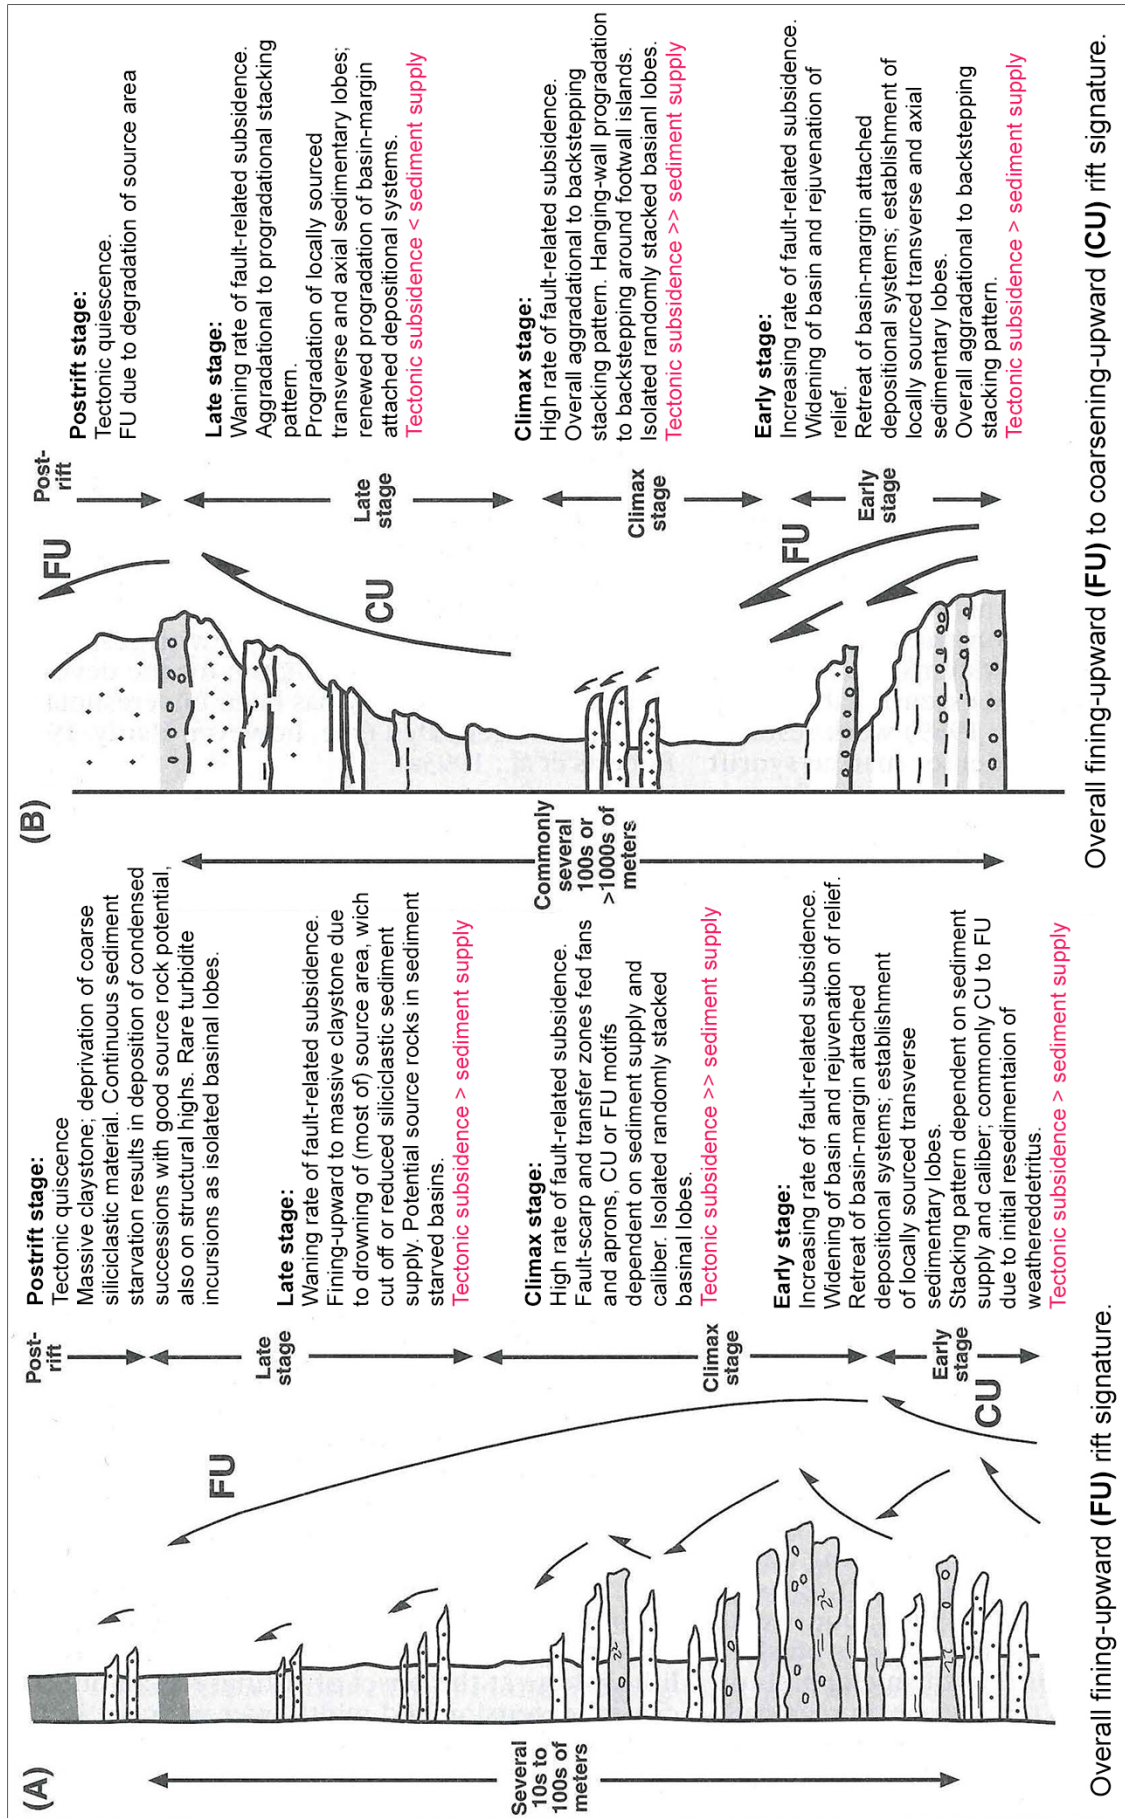 (A)
Several
10s to
100s of
meters
FU
CU
Post-
rift
Late
stage
Climax
stage
Early
stage
Postrift stage:
Tectonic quiscence
Massive claystone; deprivation of coarse
siliciclastic material. Continuous sediment
starvation results in deposition of condensed
successions with good source rock potential,
also on structural highs. Rare turbidite
incursions as isolated basinal lobes.
Late stage:
Waning rate of fault-related subsidence.
Fining-upward to massive claystone due
to drowning of (most of) source area, wich
cut off or reduced siliciclastic sediment
supply. Potential source rocks in sediment
starved basins.
Tectonic subsidence > sediment supply
Climax stage:
High rate of fault-related subsidence.
Fault-scarp and transfer zones fed fans
and aprons, CU or FU motifs
dependent on sediment supply and
caliber. Isolated randomly stacked
basinal lobes.
Tectonic subsidence >> sediment supply
Early stage:
Increasing rate of fault-related subsidence.
Widening of basin and rejuvenation of relief.
Retreat of basin-margin attached
depositional systems; establishment
of locally sourced transverse
sedimentary lobes.
Stacking pattern dependent on sediment
supply and caliber; commonly CU to FU
due to initial resedimentation of
weathereddetritus.
Tectonic subsidence > sediment supply
Overall fining-upward (FU) rift signature.
(B)
Commonly
several
100s or
>1000s of
meters
FU
CU
FU
Post-
rift
Late
stage
Climax
stage
Early
stage
Postrift stage:
Tectonic quiescence.
FU due to degradation of source area
Late stage:
Waning rate of fault-related subsidence.
Aggradational to progradational stacking
pattern.
Progradation of locally sourced
transverse and axial sedimentary lobes;
renewed progradation of basin-margin
attached depositional systems.
Tectonic subsidence < sediment supply
Climax stage:
High rate of fault-related subsidence.
Overall aggradational to backstepping
stacking pattern. Hanging-wall progradation
to backstepping around footwall islands.
Isolated randomly stacked basianl lobes.
Tectonic subsidence >> sediment supply
Early stage:
Increasing rate of fault-related subsidence.
Widening of basin and rejuvenation of
relief.
Retreat of basin-margin attached
depositional systems; establishment of
locally sourced transverse and axial
sedimentary lobes.
Overall aggradational to backstepping
stacking pattern.
Tectonic subsidence > sediment supply
Overall fining-upward (FU) to coarsening-upward (CU) rift signature.